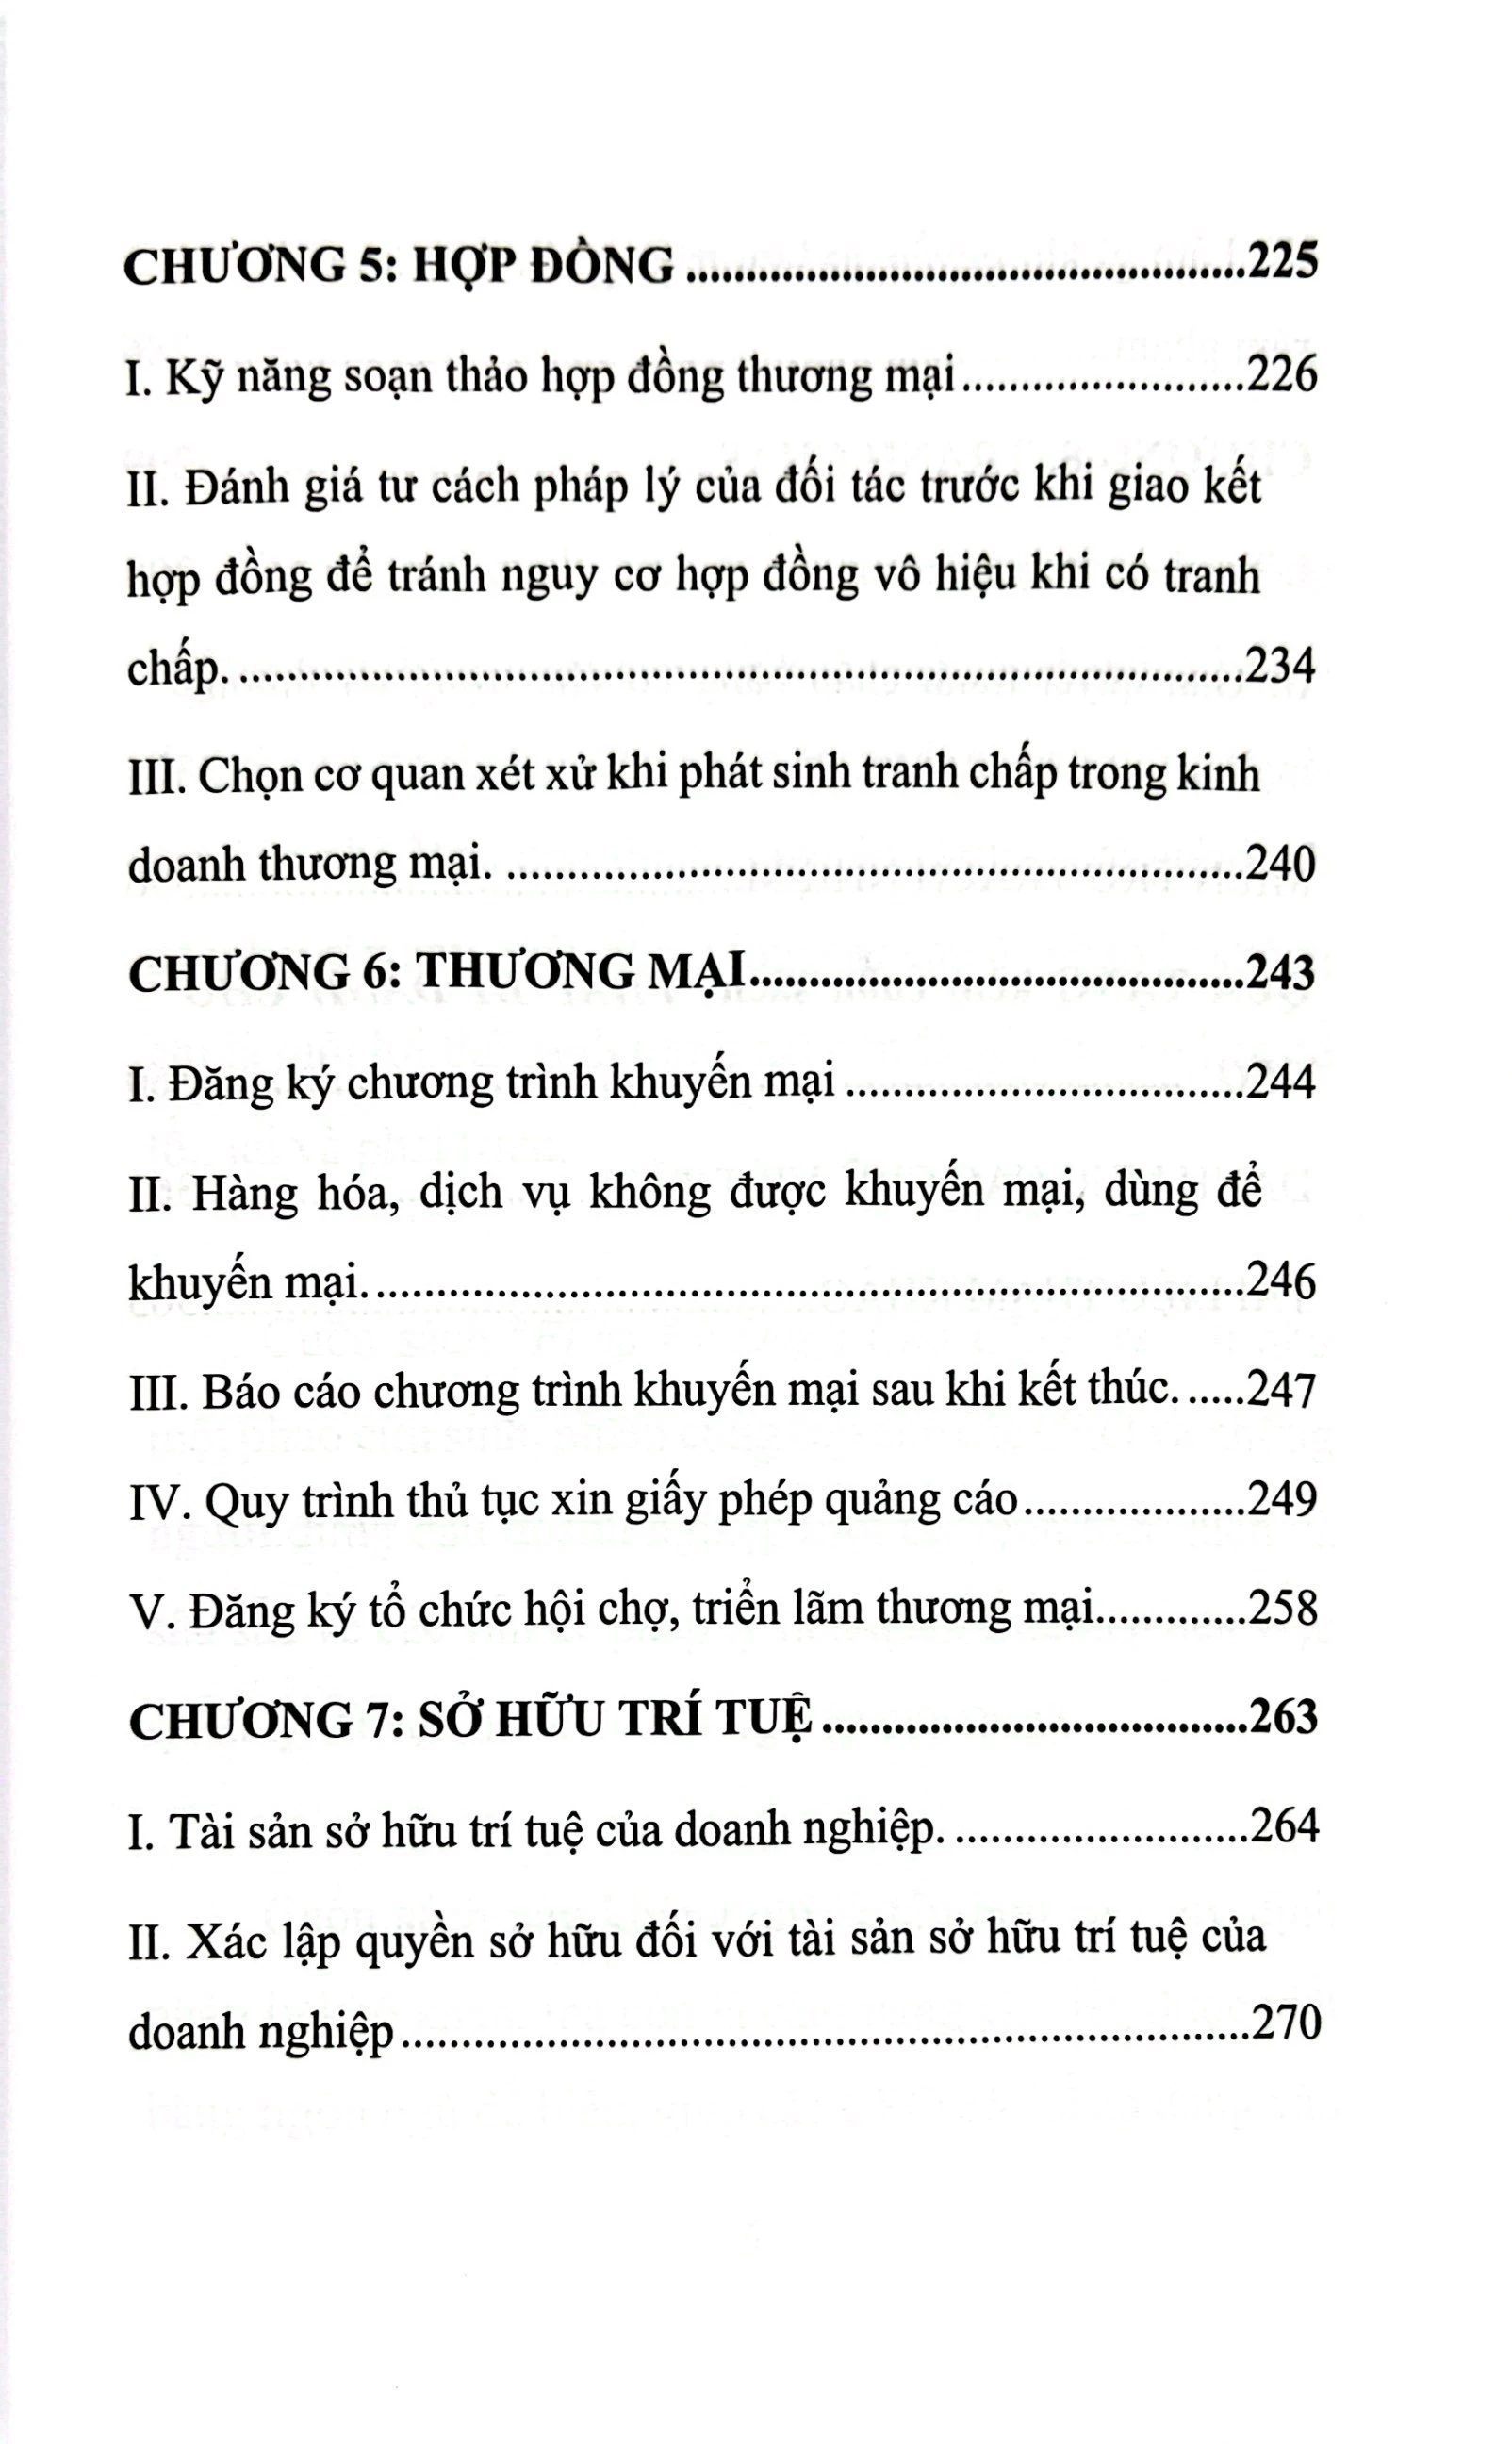 CHƯƠNG 5: HỢP ĐỒNG ................................................225
I. Kỹ năng soạn thảo hợp đồng thương mại........................226
II. Đánh giá tư cách pháp lý của đối tác trước khi giao kết
hợp đồng để tránh nguy cơ hợp đồng vô hiệu khi có tranh
chấp. ......................................................................................234
III. Chọn cơ quan xét xử khi phát sinh tranh chấp trong kinh
doanh thương mại. ...............................................................240
CHƯƠNG 6: THƯƠNG MẠI..........................................243
I. Đăng ký chương trình khuyến mại ..................................244
II. Hàng hóa, dịch vụ không được khuyến mại, dùng để
khuyến mại. ..........................................................................246
III. Báo cáo chương trình khuyến mại sau khi kết thúc. .....247
IV. Quy trình thủ tục xin giấy phép quảng cáo...................249
V. Đăng ký tổ chức hội chợ, triển lãm thương mại.............258
CHƯƠNG 7: SỞ HỮU TRÍ TUỆ ....................................263
I. Tài sản sở hữu trí tuệ của doanh nghiệp. .........................264
II. Xác lập quyền sở hữu đối với tài sản sở hữu trí tuệ của
doanh nghiệp ........................................................................270